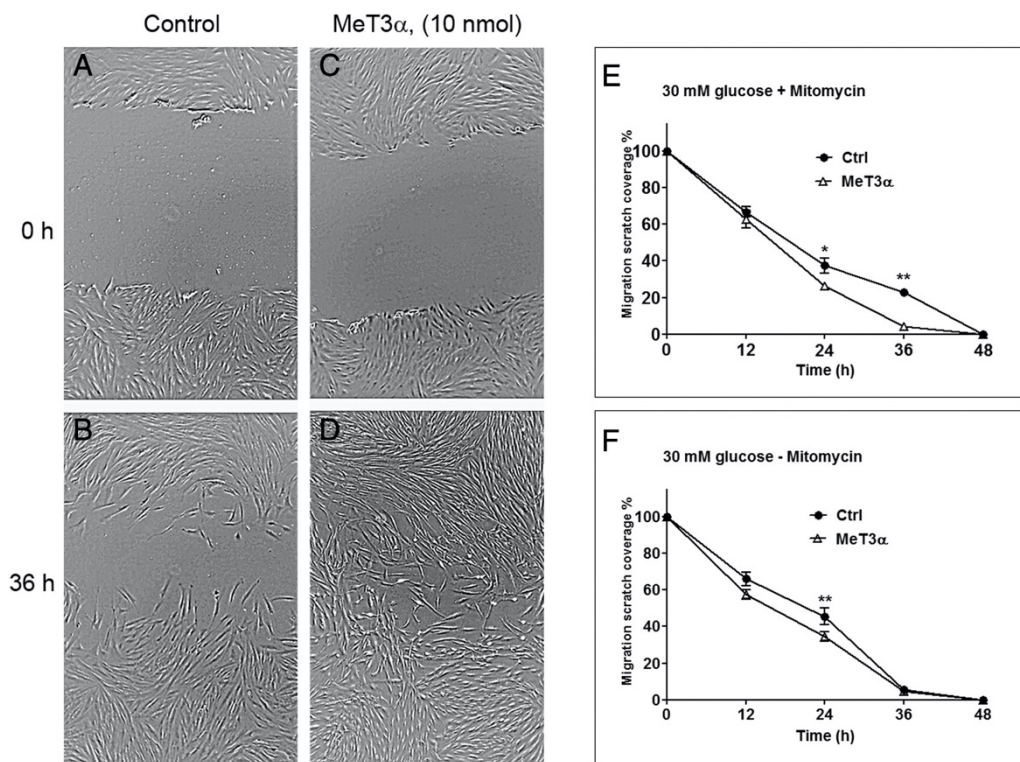 Control
MeT3α, (10 nmol)
A
C
0 h
B
D
36 h
E
30 mM glucose + Mitomycin
Migration scratch coverage %
100
80
60
40
20
0
Ctrl
MeT3α
*
**
0 12 24 36 48
Time (h)
F
30 mM glucose - Mitomycin
Migration scratch coverage %
100
80
60
40
20
0
Ctrl
MeT3α
**
0 12 24 36 48
Time (h)